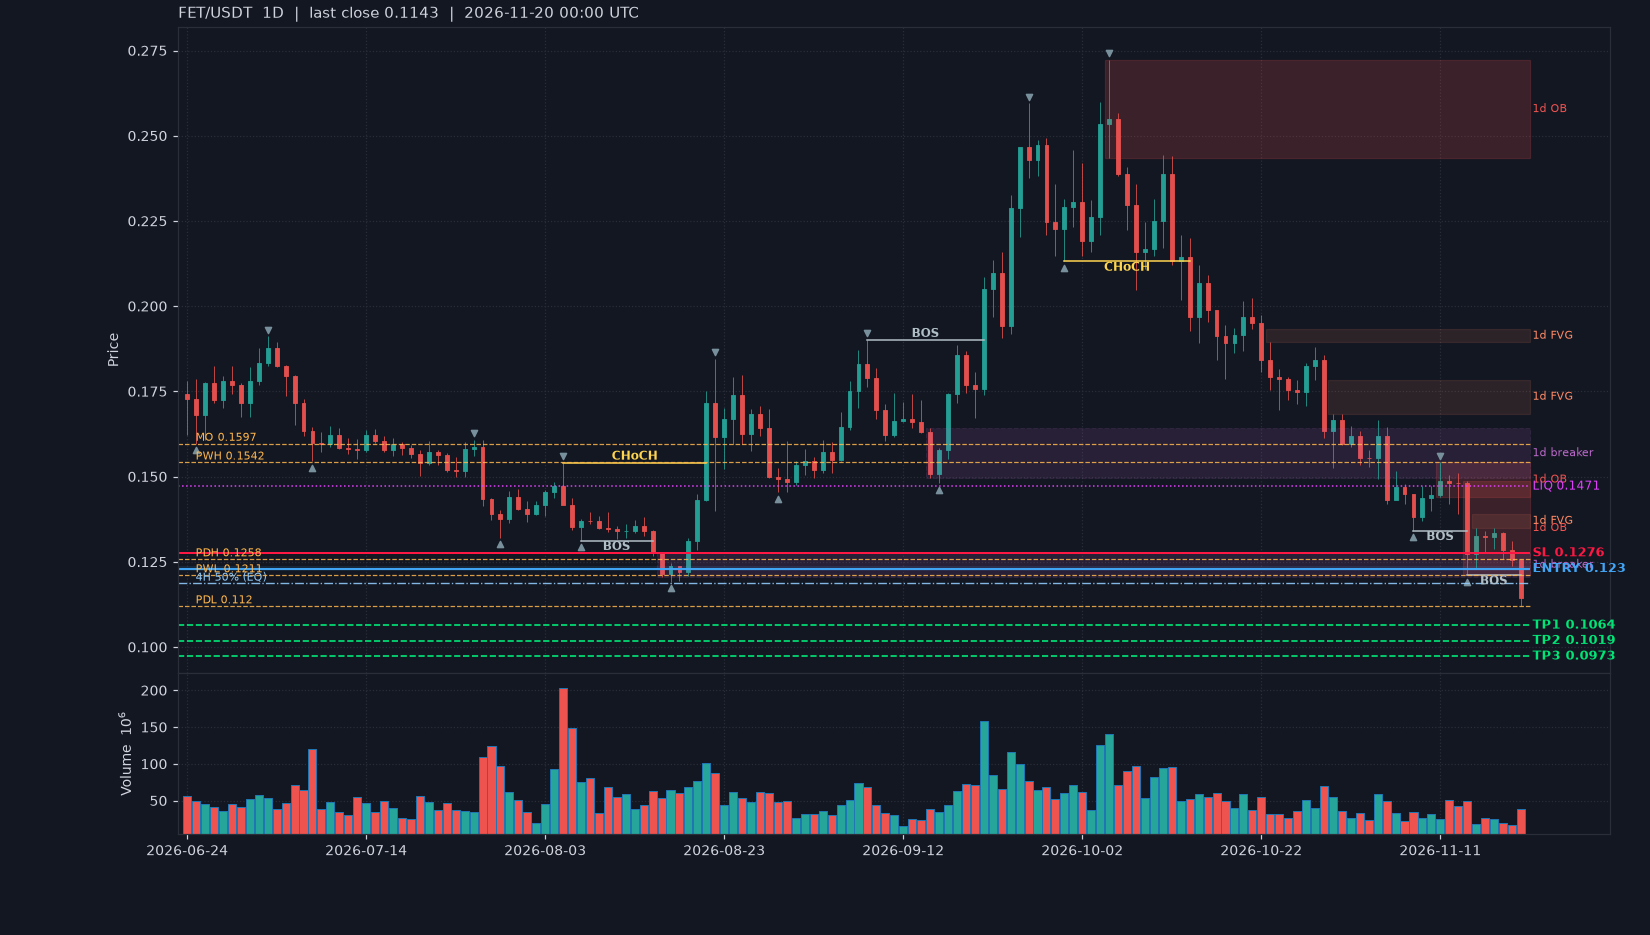 FET/USDT 1D | last close 0.1143 | 2026-11-20 00:00 UTC
0.275
0.250
0.225
0.200
0.175
0.150
0.125
0.100
Price
1d OB
CHoCH
BOS
1d FVG
1d FVG
MO 0.1597
PWH 0.1542
CHoCH
1d breaker
1d OB
LIQ 0.1471
1d FVG
1d OB
BOS
BOS
PDH 0.1258
SL 0.1276
PWL 0.1211
1d breaker
ENTRY 0.123
4H 50% (EQ)
BOS
PDL 0.112
TP1 0.1064
TP2 0.1019
TP3 0.0973
200
150
100
50
Volume 10⁶
2026-06-24
2026-07-14
2026-08-03
2026-08-23
2026-09-12
2026-10-02
2026-10-22
2026-11-11